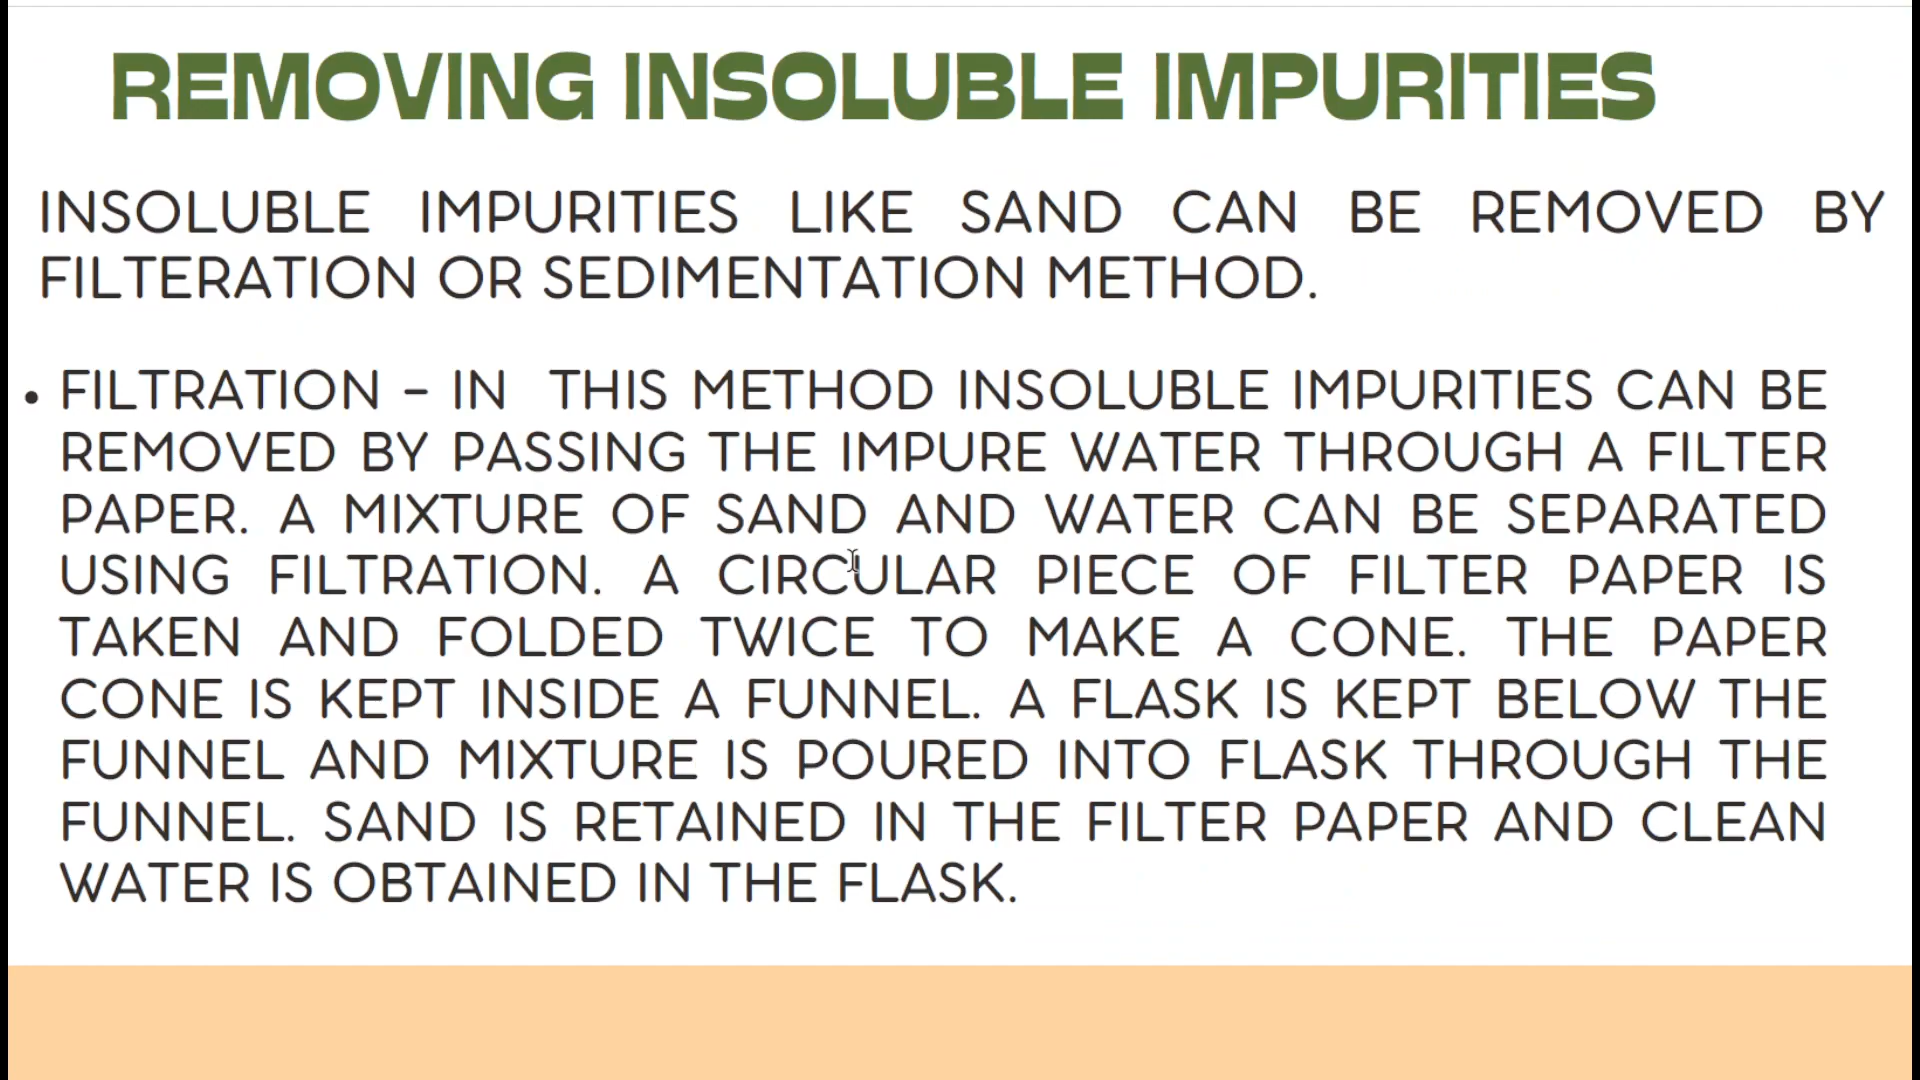 REMOVING INSOLUBLE IMPURITIES
INSOLUBLE IMPURITIES LIKE SAND CAN BE REMOVED BY
FILTERATION OR SEDIMENTATION METHOD.
• FILTRATION – IN THIS METHOD INSOLUBLE IMPURITIES CAN BE
REMOVED BY PASSING THE IMPURE WATER THROUGH A FILTER
PAPER. A MIXTURE OF SAND AND WATER CAN BE SEPARATED
USING FILTRATION. A CIRCULAR PIECE OF FILTER PAPER IS
TAKEN AND FOLDED TWICE TO MAKE A CONE. THE PAPER
CONE IS KEPT INSIDE A FUNNEL. A FLASK IS KEPT BELOW THE
FUNNEL AND MIXTURE IS POURED INTO FLASK THROUGH THE
FUNNEL. SAND IS RETAINED IN THE FILTER PAPER AND CLEAN
WATER IS OBTAINED IN THE FLASK.